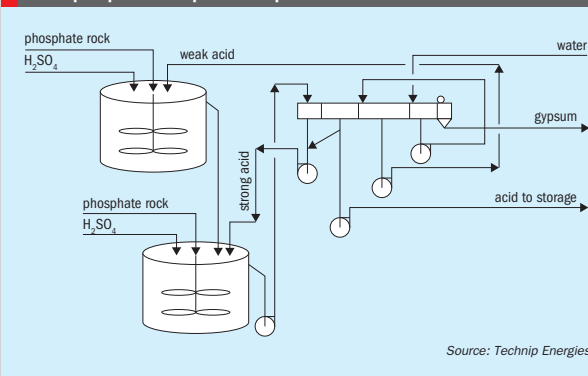 phosphate rock
H₂SO₄
weak acid
water
gypsum
strong acid
acid to storage
phosphate rock
H₂SO₄
Source: Technip Energies